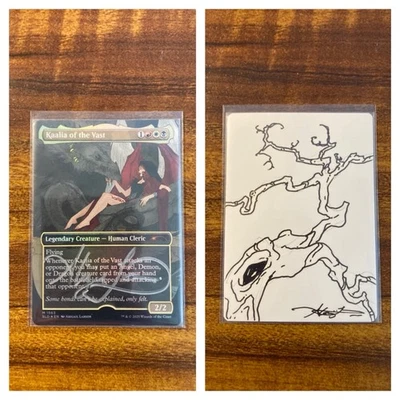 Kaalia of the Vast
Legendary Creature — Human Cleric
Flying
Whenever Kaalia of the Vast attacks an
opponent, you may put an Angel, Demon,
or Dragon creature card from your hand
onto the battlefield tapped and attacking
that opponent.
Some bonds can't be explained, only felt.
2/2